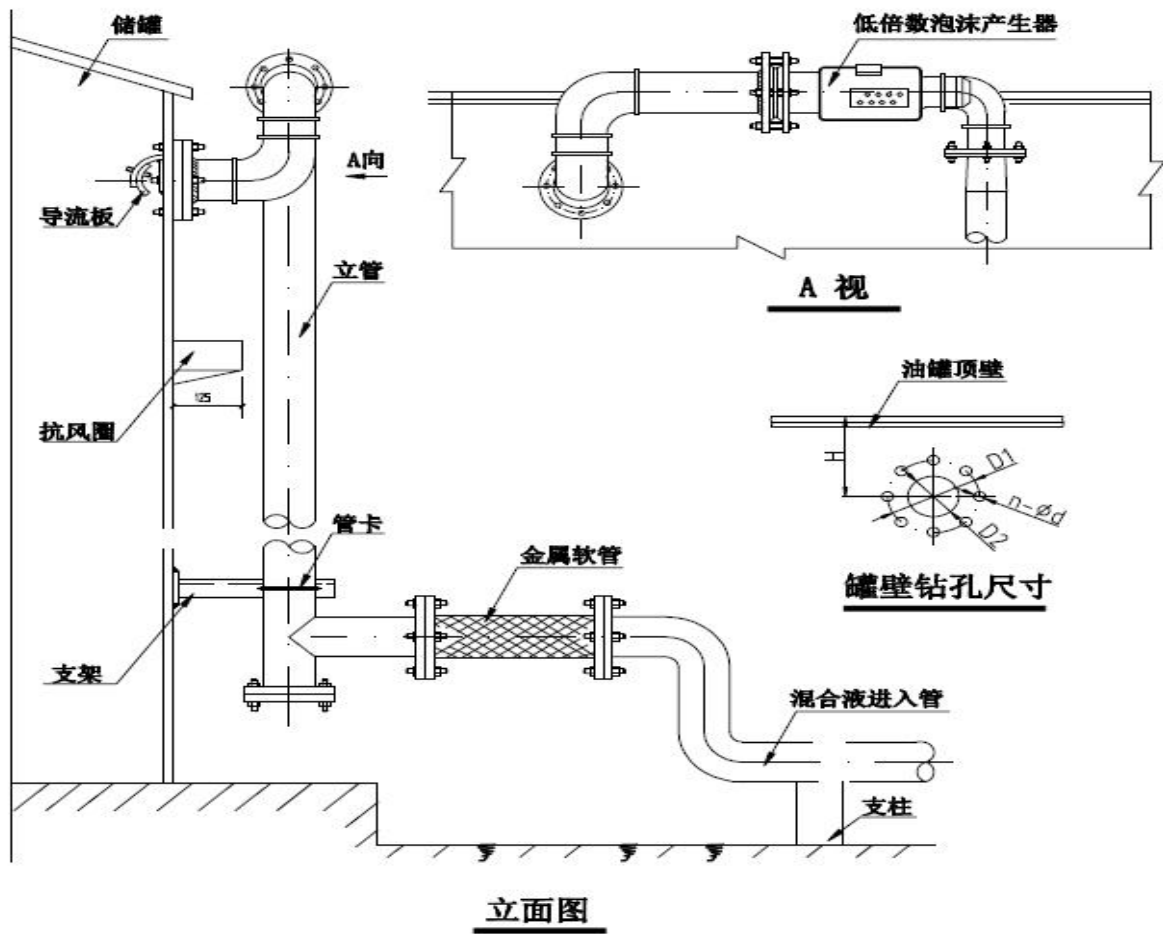 储罐
低倍数泡沫产生器
A向
导流板
立管
A 视
油罐顶壁
125
抗风圈
H
D1
n-Ød
D2
管卡
金属软管
罐壁钻孔尺寸
支架
混合液进入管
支柱
立面图